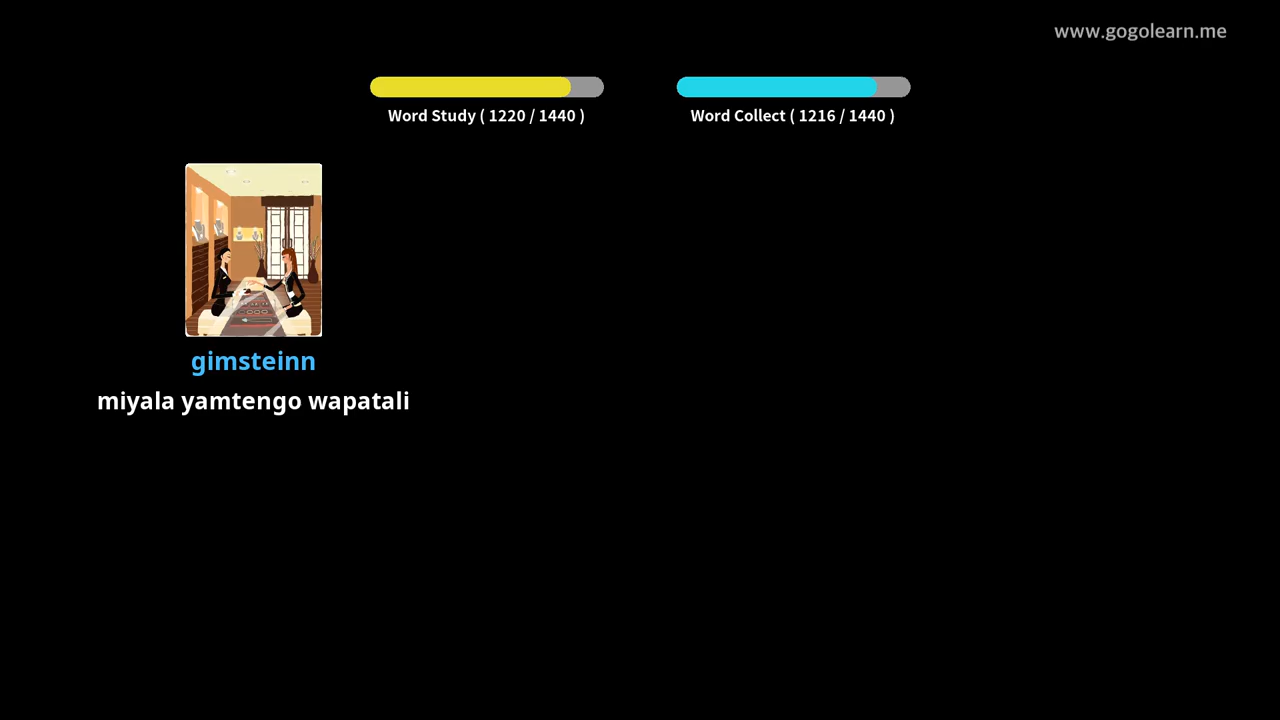 www.gogolearn.me
Word Study ( 1220 / 1440 )
Word Collect ( 1216 / 1440 )
gimsteinn
miyala yamtengo wapatali